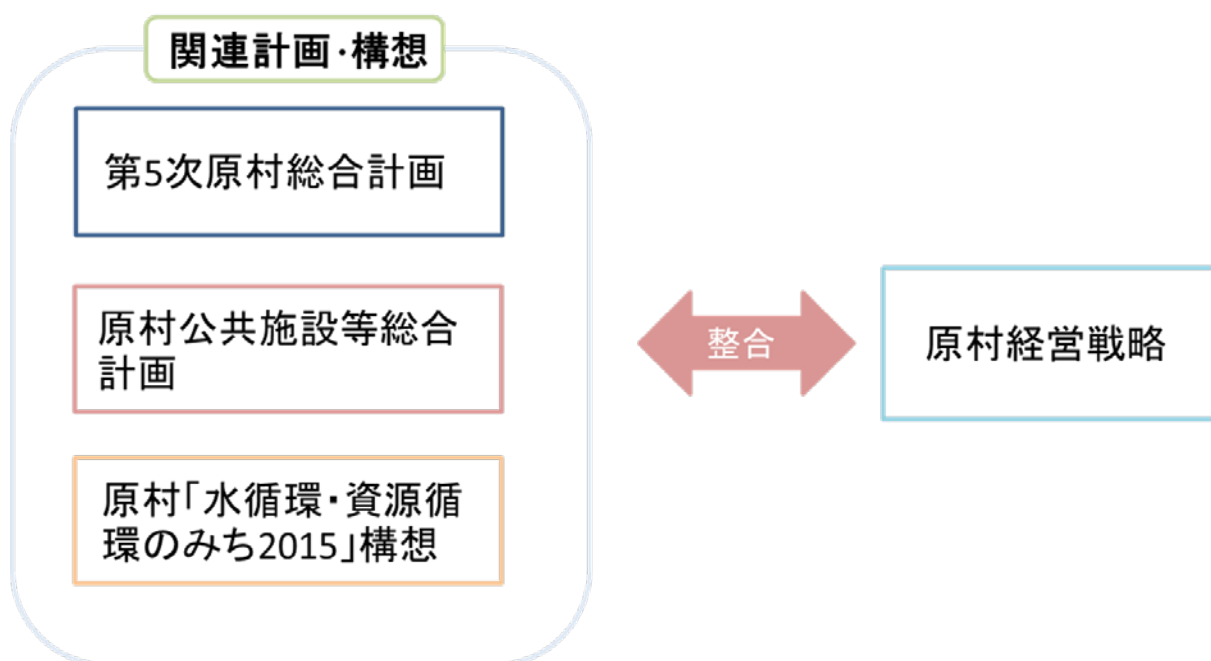 関連計画・構想
第5次原村総合計画
原村公共施設等総合
計画
整合
原村経営戦略
原村「水循環・資源循
環のみち2015」構想